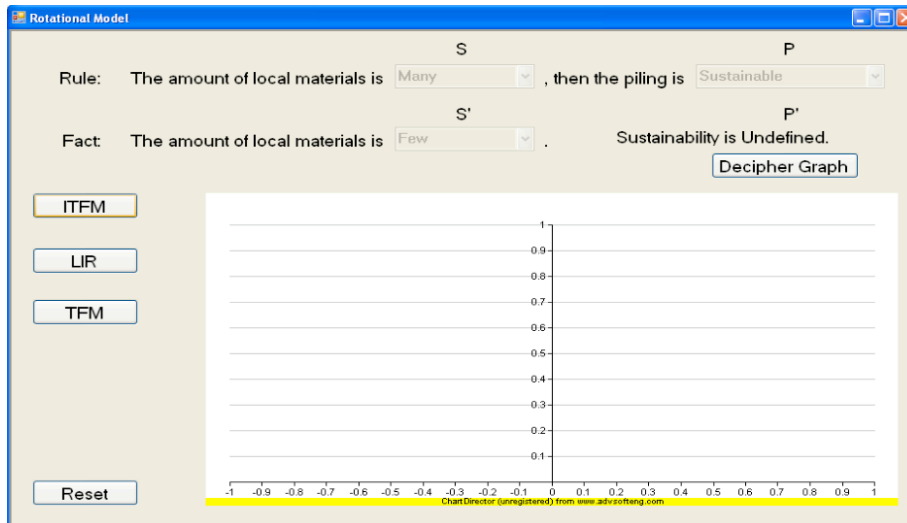 Rotational Model
S P
Rule: The amount of local materials is Many , then the piling is Sustainable
S' P'
Fact: The amount of local materials is Few . Sustainability is Undefined.
Decipher Graph
ITFM
LIR
TFM
Reset
1
0.9
0.8
0.7
0.6
0.5
0.4
0.3
0.2
0.1
-1 -0.9 -0.8 -0.7 -0.6 -0.5 -0.4 -0.3 -0.2 -0.1 0 0.1 0.2 0.3 0.4 0.5 0.6 0.7 0.8 0.9 1
ChartDirector (unregistered) from www.advsofteng.com